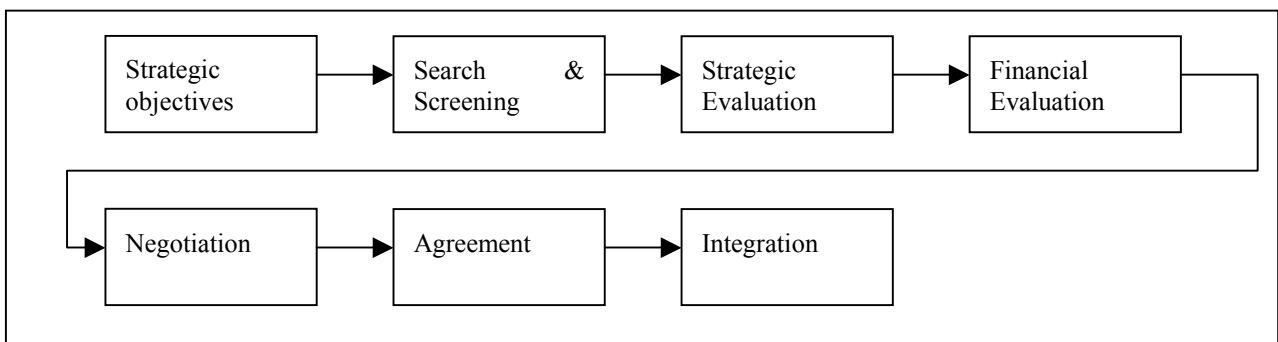 Strategic
objectives
Search &
Screening
Strategic
Evaluation
Financial
Evaluation
Negotiation
Agreement
Integration